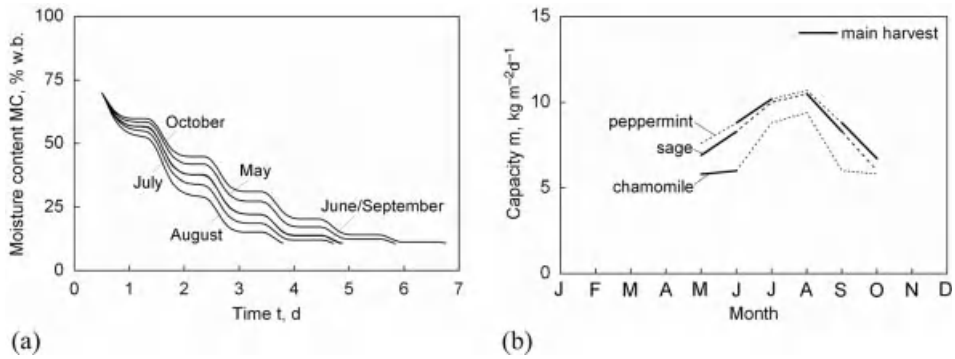 100
75
50
25
0
Moisture content MC, % w.b.
October
May
July
June/September
August
0 1 2 3 4 5 6 7
Time t, d
(a)
15
10
5
0
Capacity m, kg m⁻²d⁻¹
main harvest
peppermint
sage
chamomile
J F M A M J J A S O N D
Month
(b)